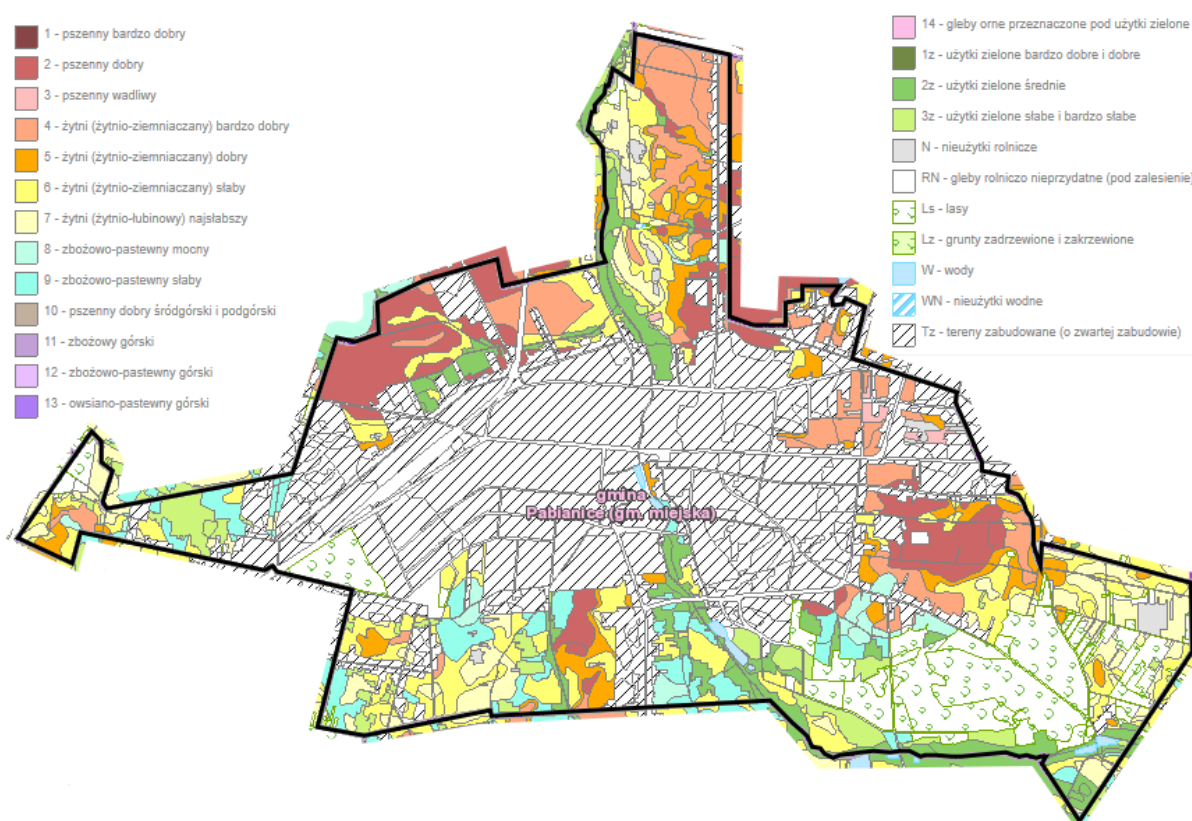 1 - pszenny bardzo dobry
2 - pszenny dobry
3 - pszenny wadliwy
4 - żytni (żytnio-ziemniaczany) bardzo dobry
5 - żytni (żytnio-ziemniaczany) dobry
6 - żytni (żytnio-ziemniaczany) słaby
7 - żytni (żytnio-łubinowy) najsłabszy
8 - zbożowo-pastewny mocny
9 - zbożowo-pastewny słaby
10 - pszenny dobry śródgórski i podgórski
11 - zbożowy górski
12 - zbożowo-pastewny górski
13 - owsiano-pastewny górski
14 - gleby orne przeznaczone pod użytki zielone
1z - użytki zielone bardzo dobre i dobre
2z - użytki zielone średnie
3z - użytki zielone słabe i bardzo słabe
N - nieużytki rolnicze
RN - gleby rolniczo nieprzydatne (pod zalesienie)
Ls - lasy
Lz - grunty zadrzewione i zakrzewione
W - wody
WN - nieużytki wodne
Tz - tereny zabudowane (o zwartej zabudowie)
gmina
Pabianice (gm. miejska)